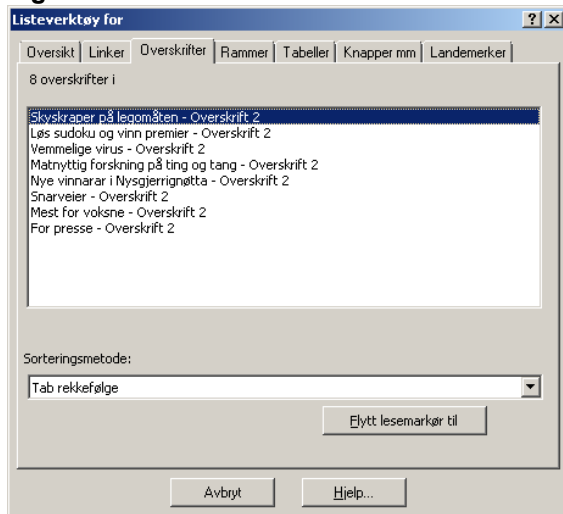 Listeverktøy for
Oversikt Linker Overskrifter Rammer Tabeller Knapper mm Landemerker
8 overskrifter i
Skyskraper på legomåten - Overskrift 2
Løs sudoku og vinn premier - Overskrift 2
Vemmelige virus - Overskrift 2
Matnyttig forskning på ting og tang - Overskrift 2
Nye vinnarar i Nysgjerrignøtta - Overskrift 2
Snarveier - Overskrift 2
Mest for voksne - Overskrift 2
For presse - Overskrift 2
Sorteringsmetode:
Tab rekkefølge
Flytt lesemarkør til
Avbryt Hjelp...